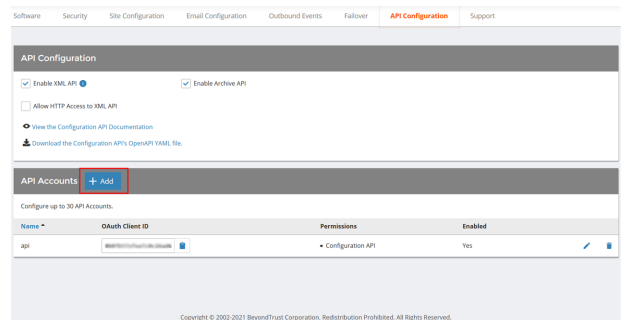 Software Security Site Configuration Email Configuration Outbound Events Failover API Configuration Support
API Configuration
Enable XML API Enable Archive API
Allow HTTP Access to XML API
View the Configuration API Documentation
Download the Configuration API's OpenAPI YAML file.
API Accounts + Add
Configure up to 30 API Accounts.
Name OAuth Client ID Permissions Enabled
api • Configuration API Yes
Copyright © 2002-2021 BeyondTrust Corporation. Redistribution Prohibited. All Rights Reserved.